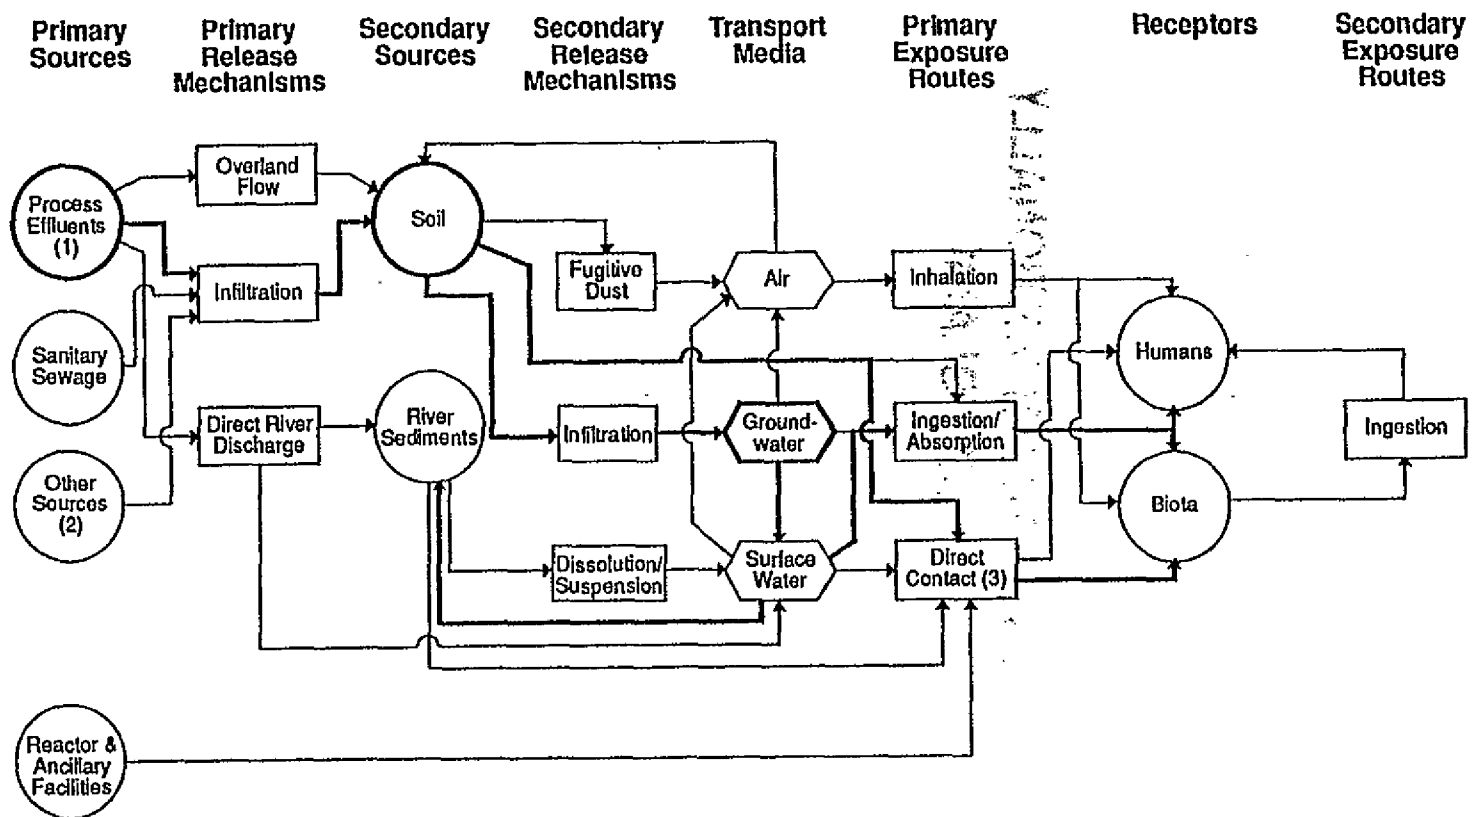 Primary
Sources
Primary
Release
Mechanisms
Secondary
Sources
Secondary
Release
Mechanisms
Transport
Media
Primary
Exposure
Routes
Receptors
Secondary
Exposure
Routes
Process
Effluents
(1)
Overland
Flow
Soil
Infiltration
Fugitive
Dust
Air
Inhalation
Humans
Sanitary
Sewage
Direct River
Discharge
River
Sediments
Infiltration
Ground-
water
Ingestion/
Absorption
Ingestion
Other
Sources
(2)
Biota
Dissolution/
Suspension
Surface
Water
Direct
Contact (3)
Reactor &
Ancillary
Facilities